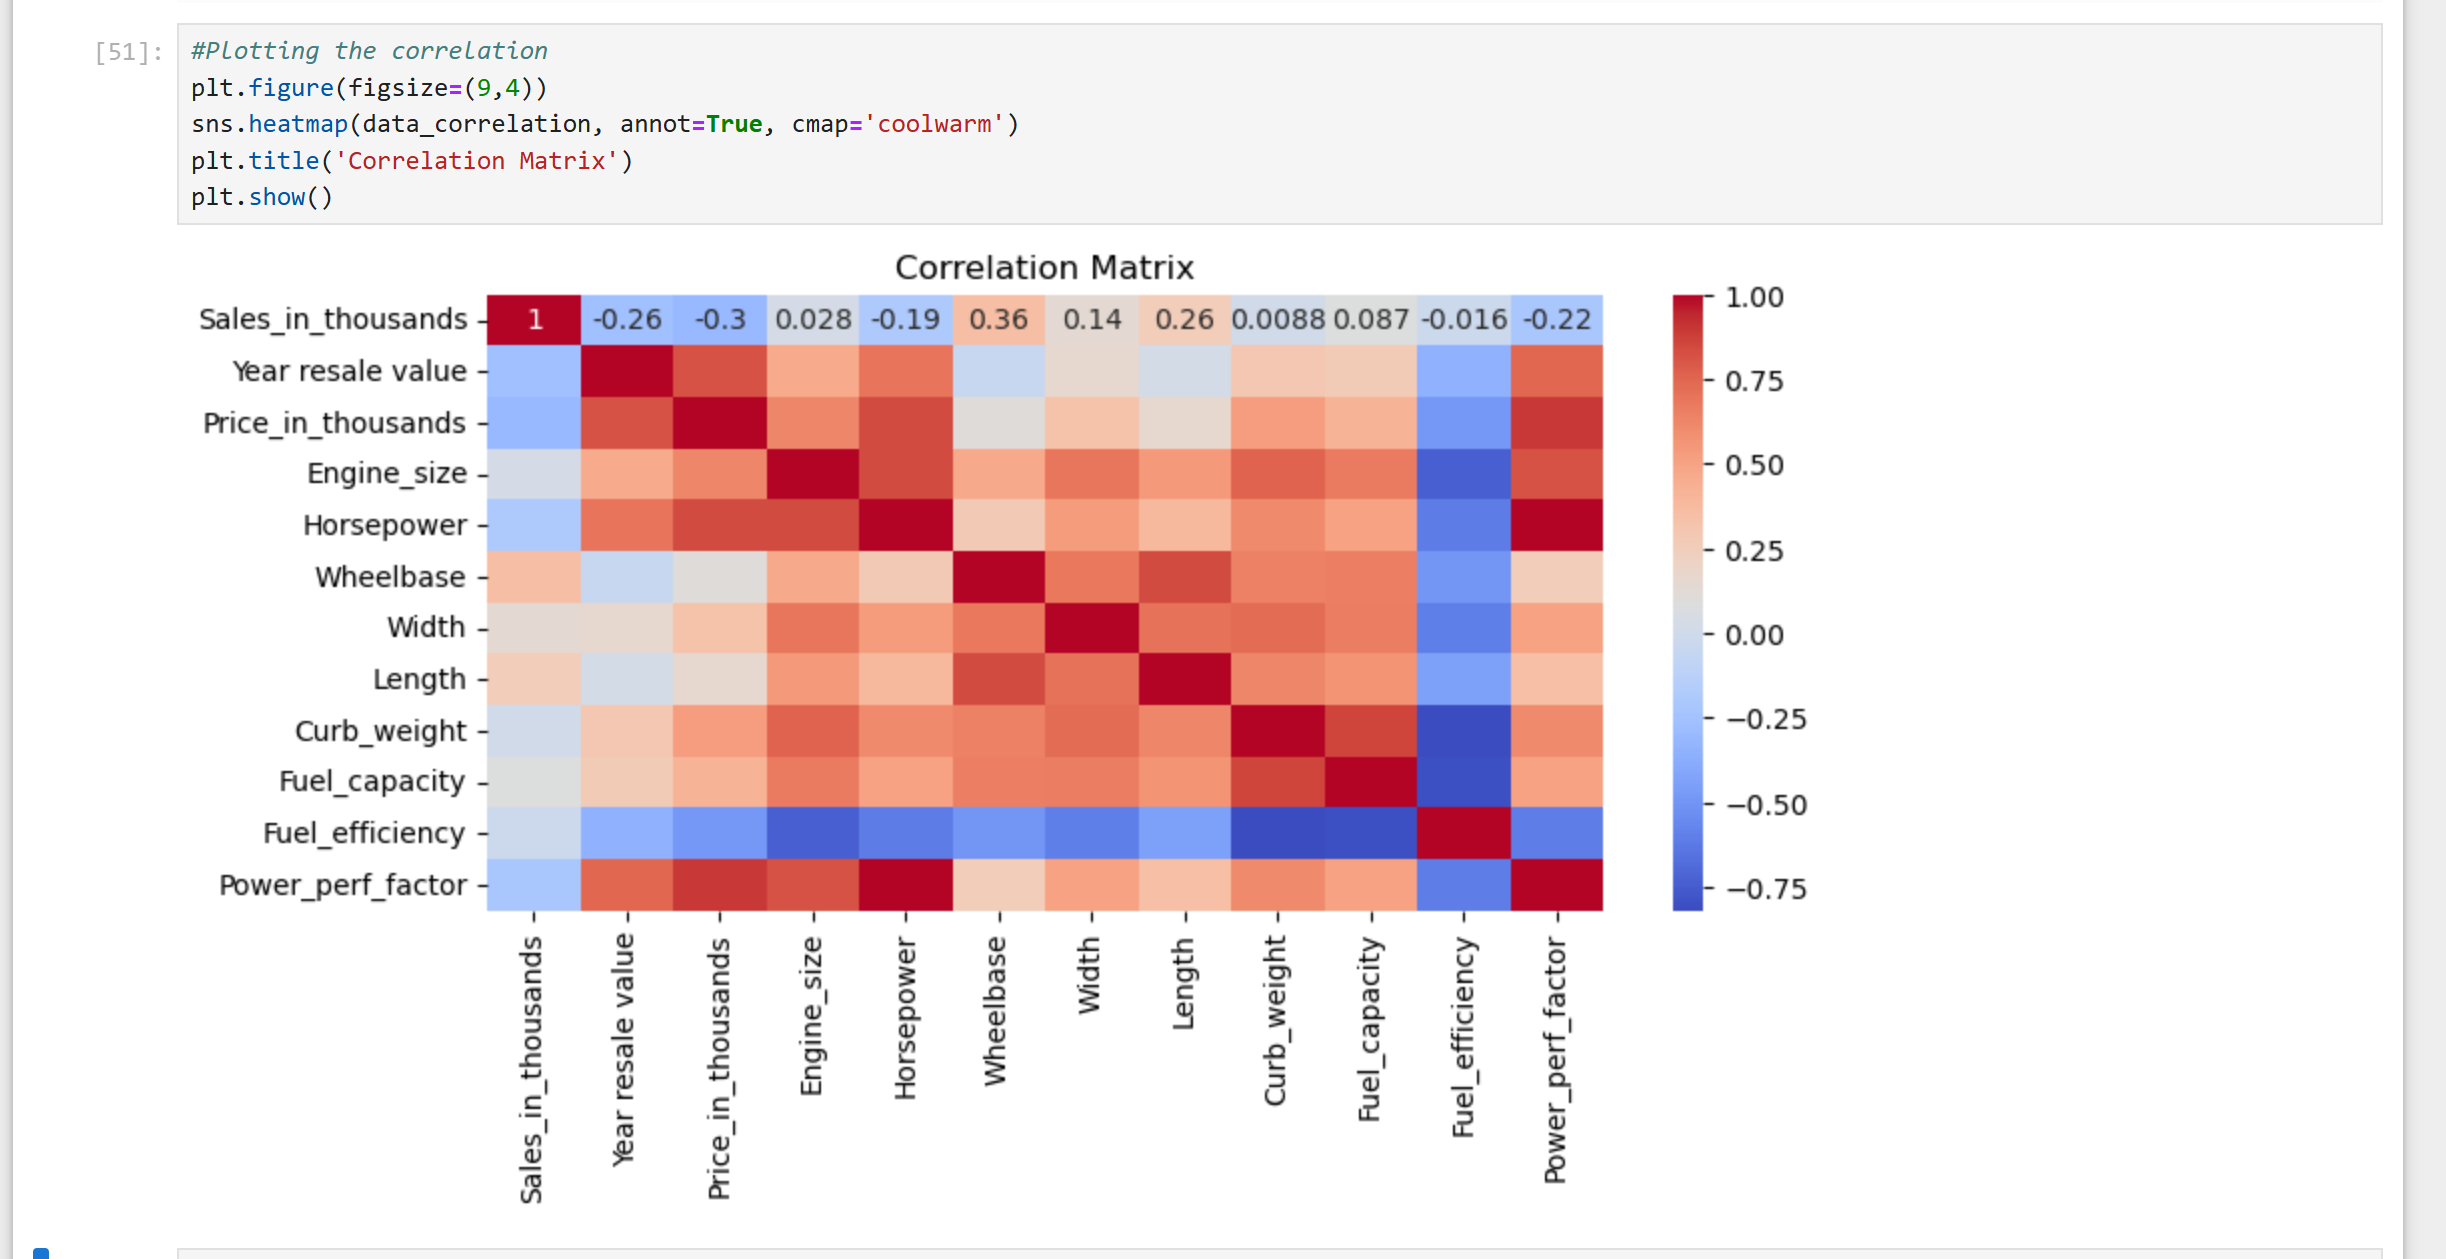 [51]:
#Plotting the correlation
plt.figure(figsize=(9,4))
sns.heatmap(data_correlation, annot=True, cmap='coolwarm')
plt.title('Correlation Matrix')
plt.show()
Correlation Matrix
Sales_in_thousands 1 -0.26 -0.3 0.028 -0.19 0.36 0.14 0.26 0.0088 0.087 -0.016 -0.22
Year resale value
Price_in_thousands
Engine_size
Horsepower
Wheelbase
Width
Length
Curb_weight
Fuel_capacity
Fuel_efficiency
Power_perf_factor
Sales_in_thousands
Year resale value
Price_in_thousands
Engine_size
Horsepower
Wheelbase
Width
Length
Curb_weight
Fuel_capacity
Fuel_efficiency
Power_perf_factor
1.00
0.75
0.50
0.25
0.00
−0.25
−0.50
−0.75